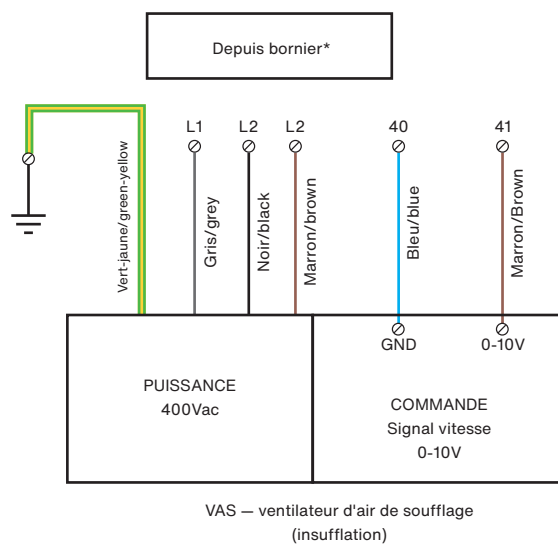 Depuis bornier*
L1 L2 L2 40 41
Vert-jaune/green-yellow
Gris/grey
Noir/black
Marron/brown
Bleu/blue
Marron/Brown
GND 0-10V
PUISSANCE
400Vac
COMMANDE
Signal vitesse
0-10V
VAS — ventilateur d'air de soufflage
(insufflation)